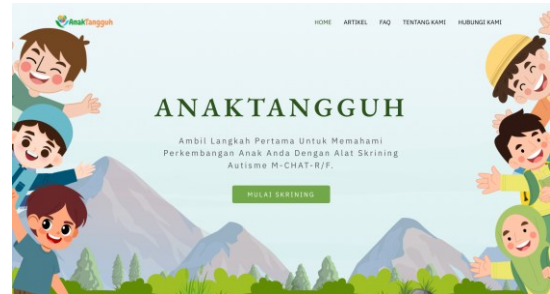 AnakTangguh
HOME ARTIKEL FAQ TENTANG KAMI HUBUNGI KAMI
ANAKTANGGUH
Ambil Langkah Pertama Untuk Memahami
Perkembangan Anak Anda Dengan Alat Skrining
Autisme M-CHAT-R/F.
MULAI SKRINING